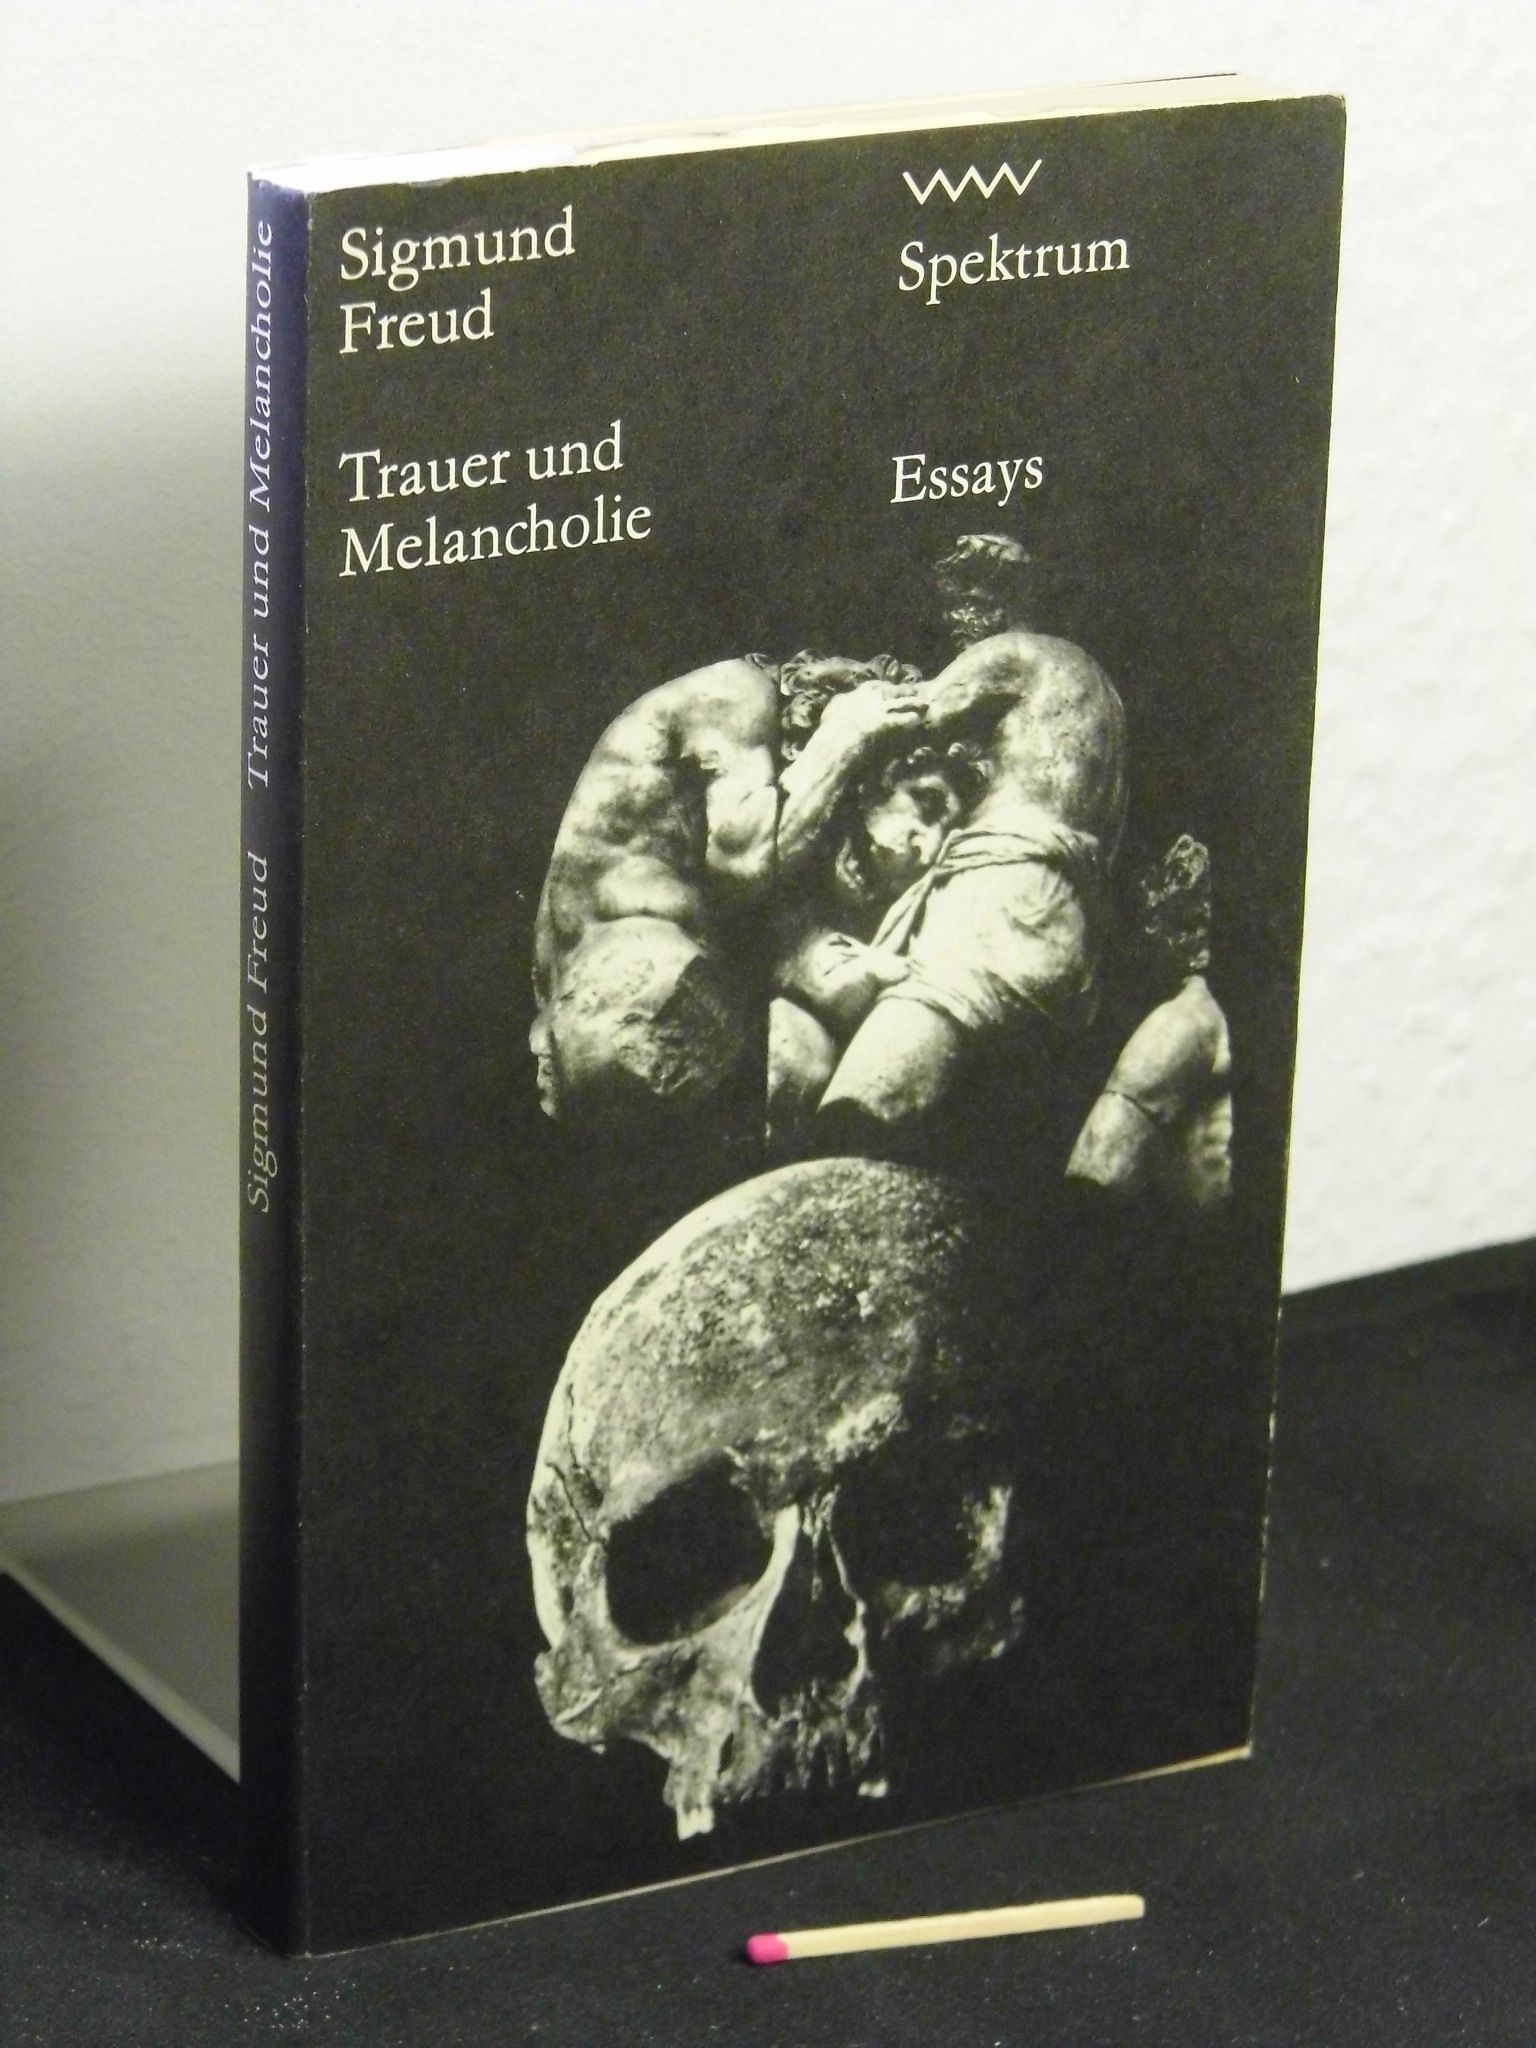 Sigmund
Freud
Trauer und
Melancholie
Spektrum
Essays
Sigmund Freud Trauer und Melancholie